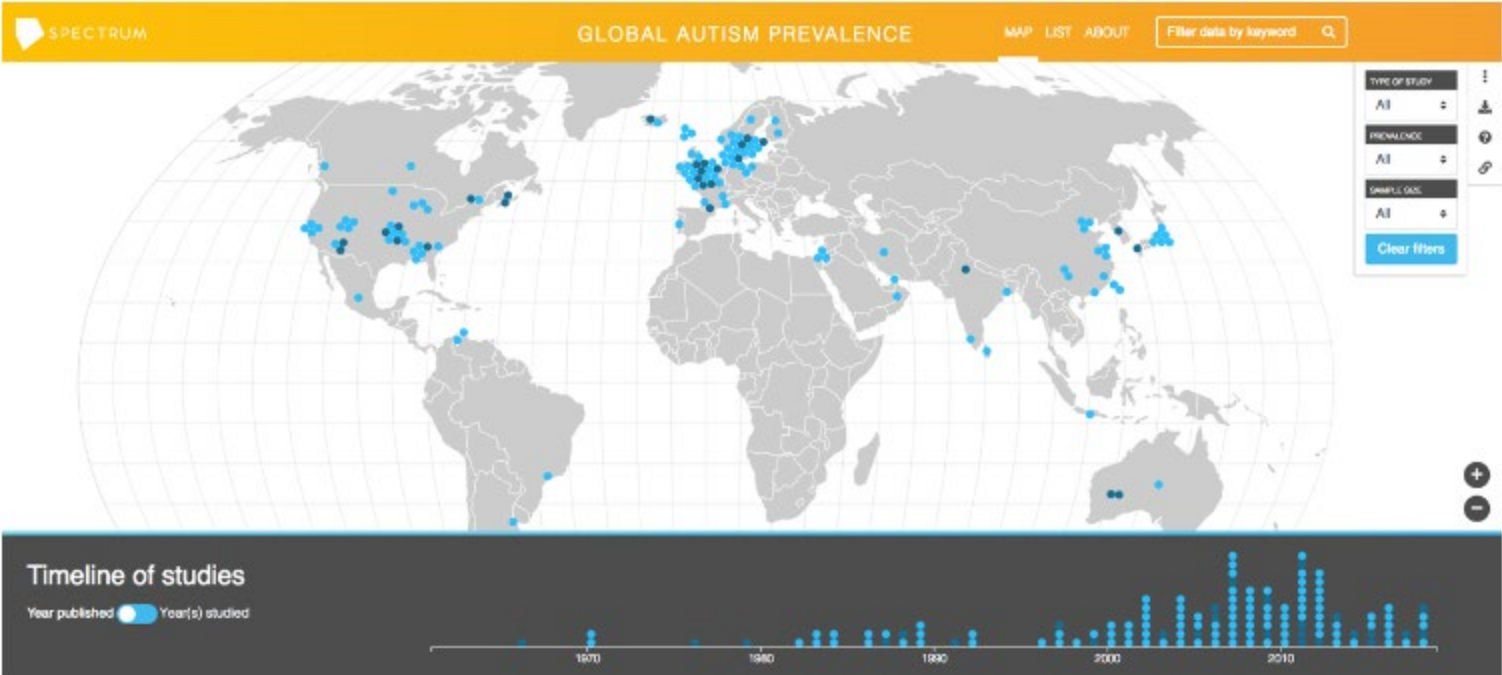 SPECTRUM
GLOBAL AUTISM PREVALENCE
MAP LIST ABOUT
Filter data by keyword
TYPE OF STUDY
All
PREVALENCE
All
SAMPLE SIZE
All
Clear filters
Timeline of studies
Year published Year(s) studied
1970 1980 1990 2000 2010